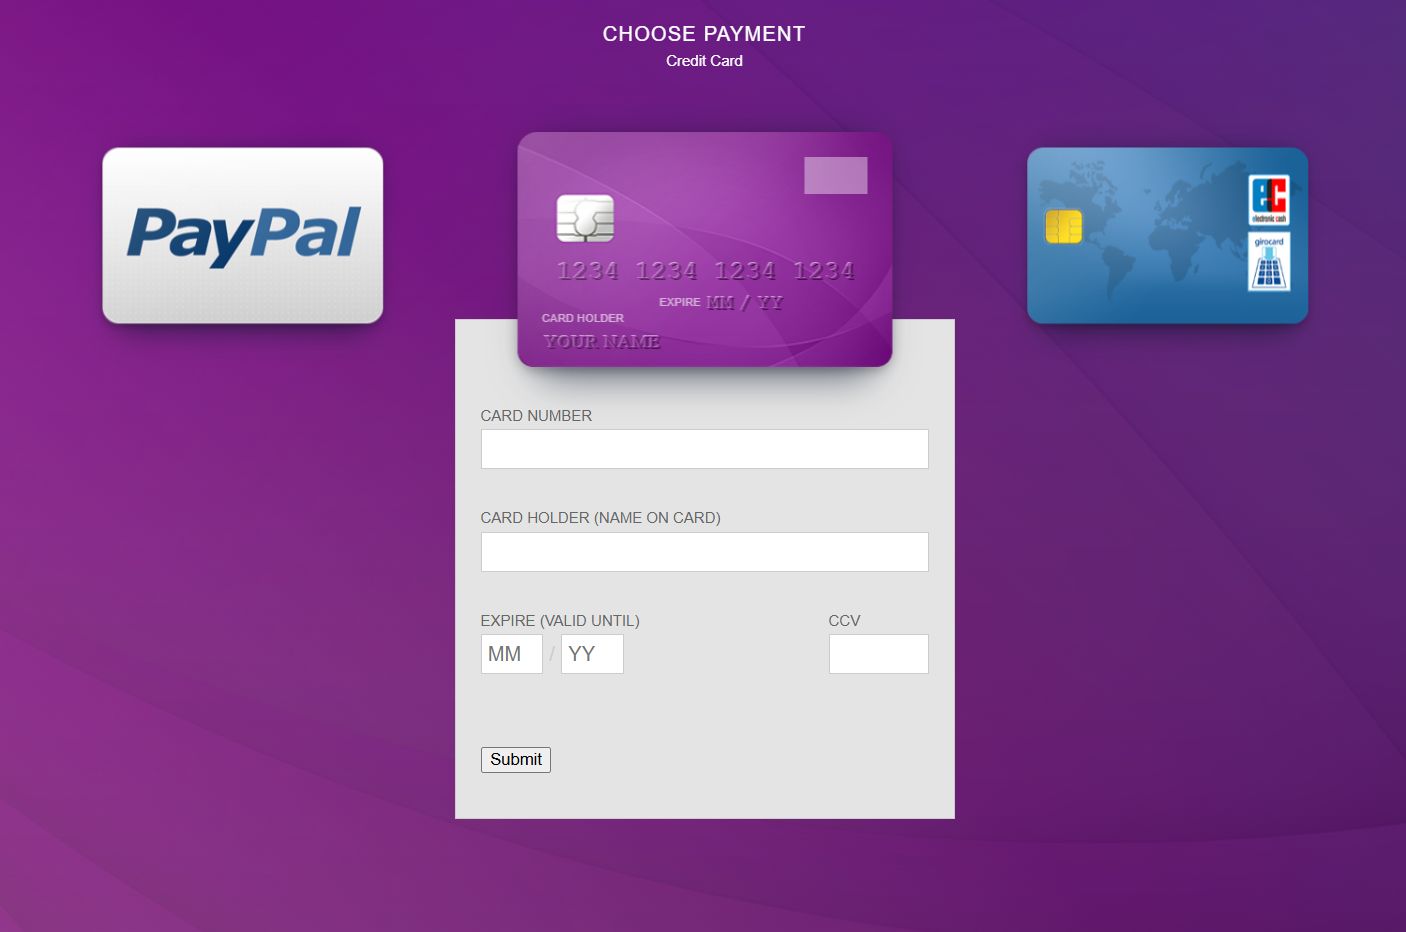 CHOOSE PAYMENT
Credit Card
PayPal
1234 1234 1234 1234
EXPIRE MM / YY
CARD HOLDER
YOUR NAME
ec
electronic cash
girocard
CARD NUMBER
CARD HOLDER (NAME ON CARD)
EXPIRE (VALID UNTIL)
CCV
MM / YY
Submit